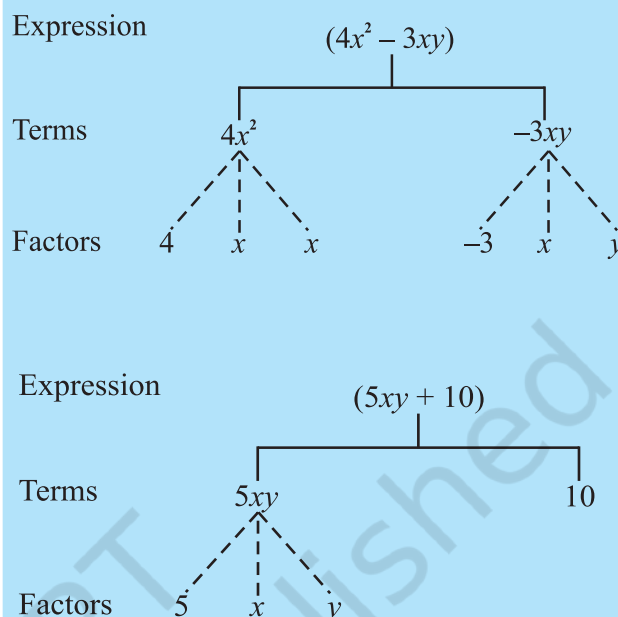 Expression (4x² – 3xy)
Terms 4x² –3xy
Factors 4 x x –3 x y
Expression (5xy + 10)
Terms 5xy 10
Factors 5 x y